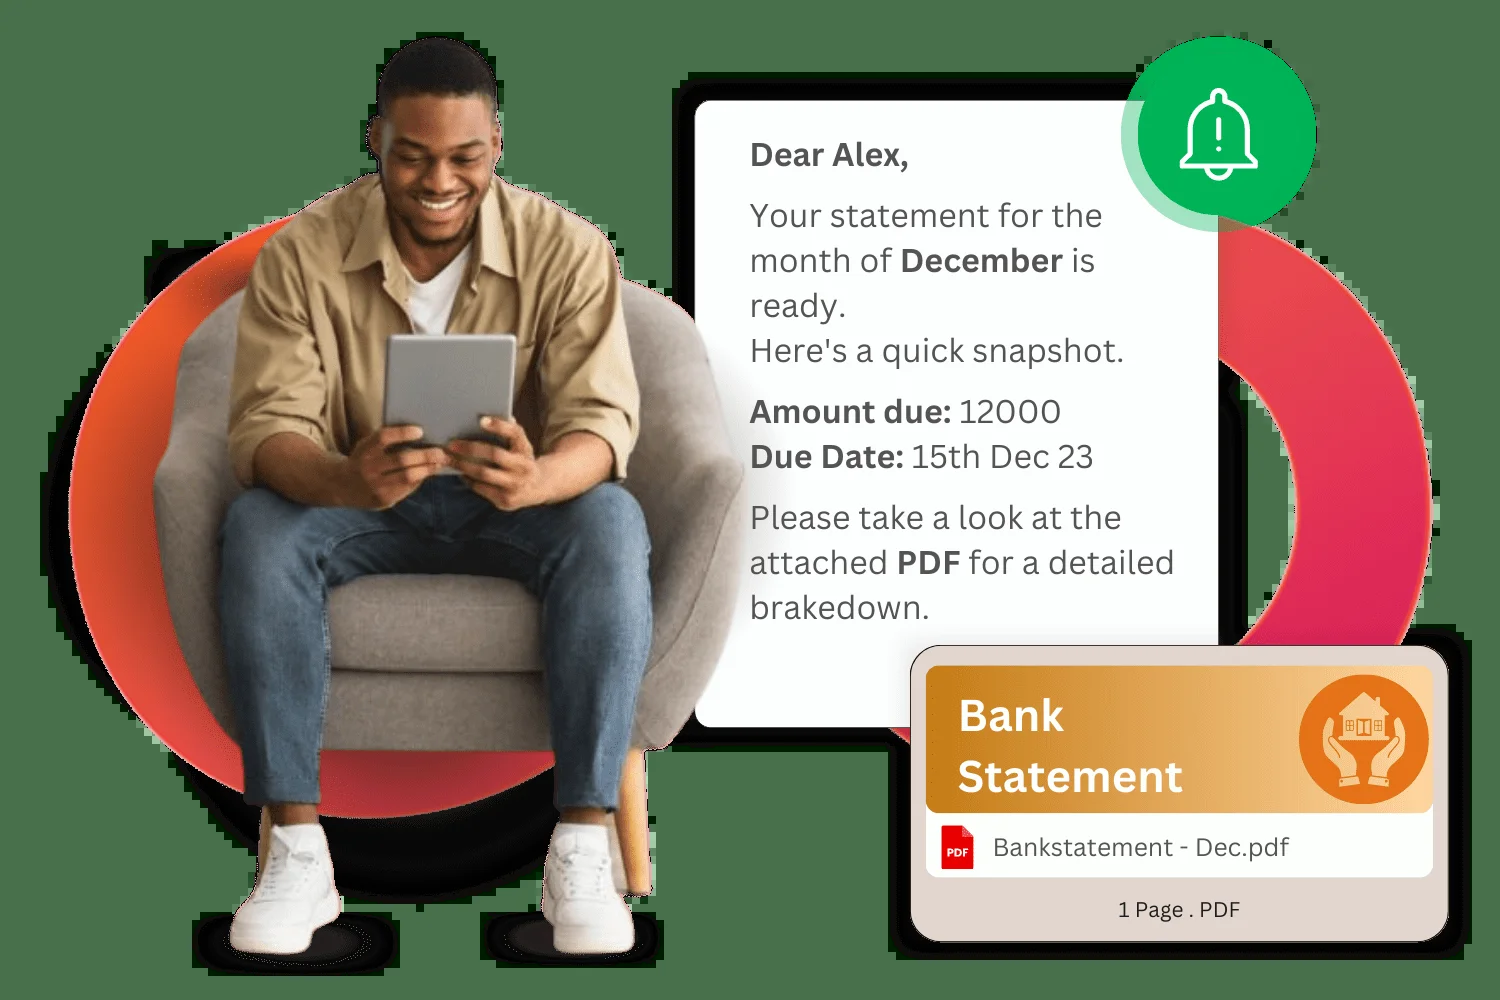 Dear Alex,
Your statement for the
month of December is
ready.
Here's a quick snapshot.
Amount due: 12000
Due Date: 15th Dec 23
Please take a look at the
attached PDF for a detailed
brakedown.
Bank
Statement
PDF
Bankstatement - Dec.pdf
1 Page . PDF